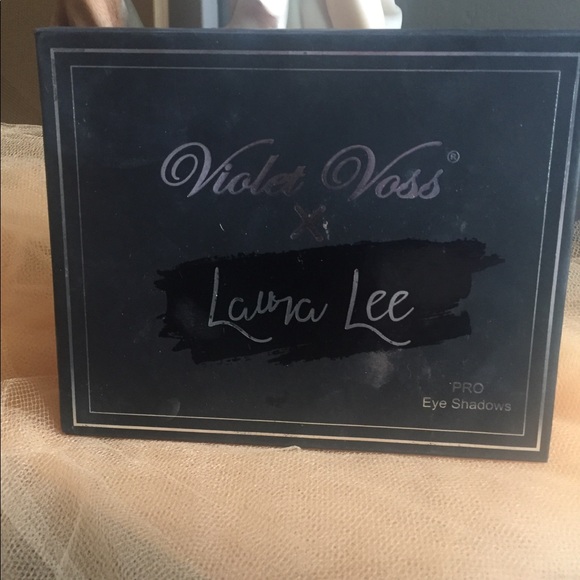 Violet Voss®
X
Laura Lee
PRO
Eye Shadows